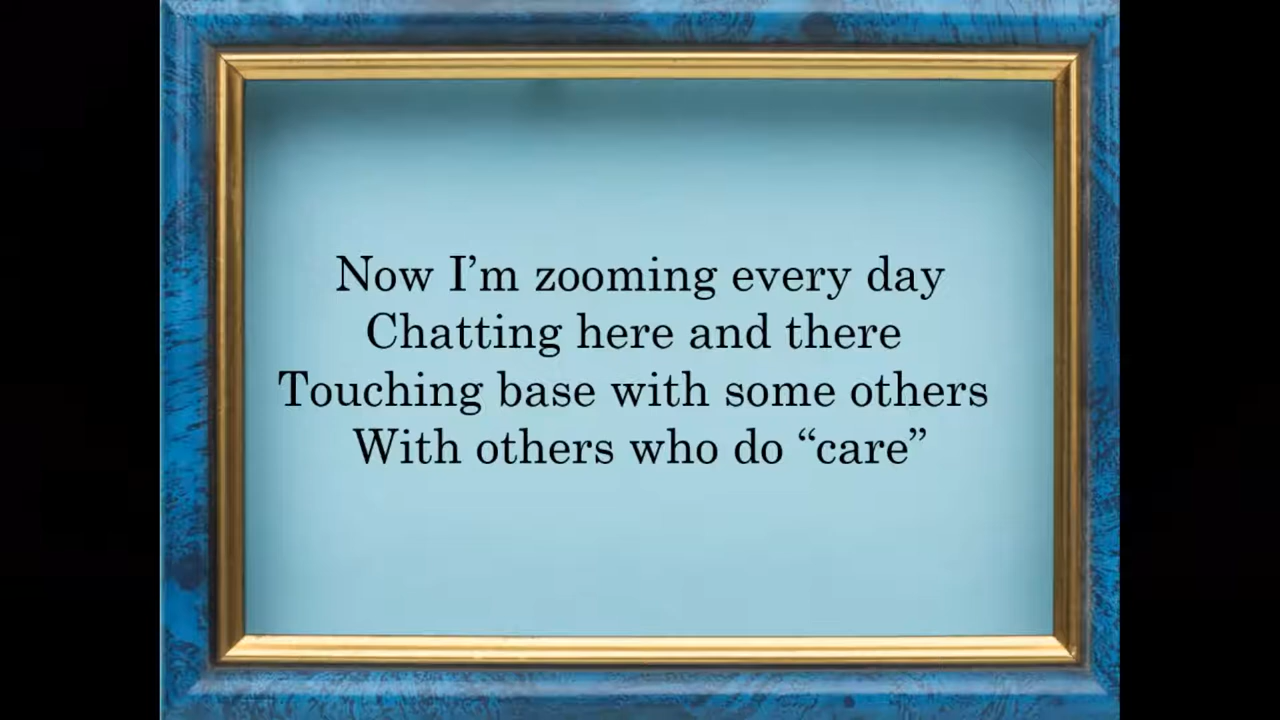 Now I’m zooming every day
Chatting here and there
Touching base with some others
With others who do “care”